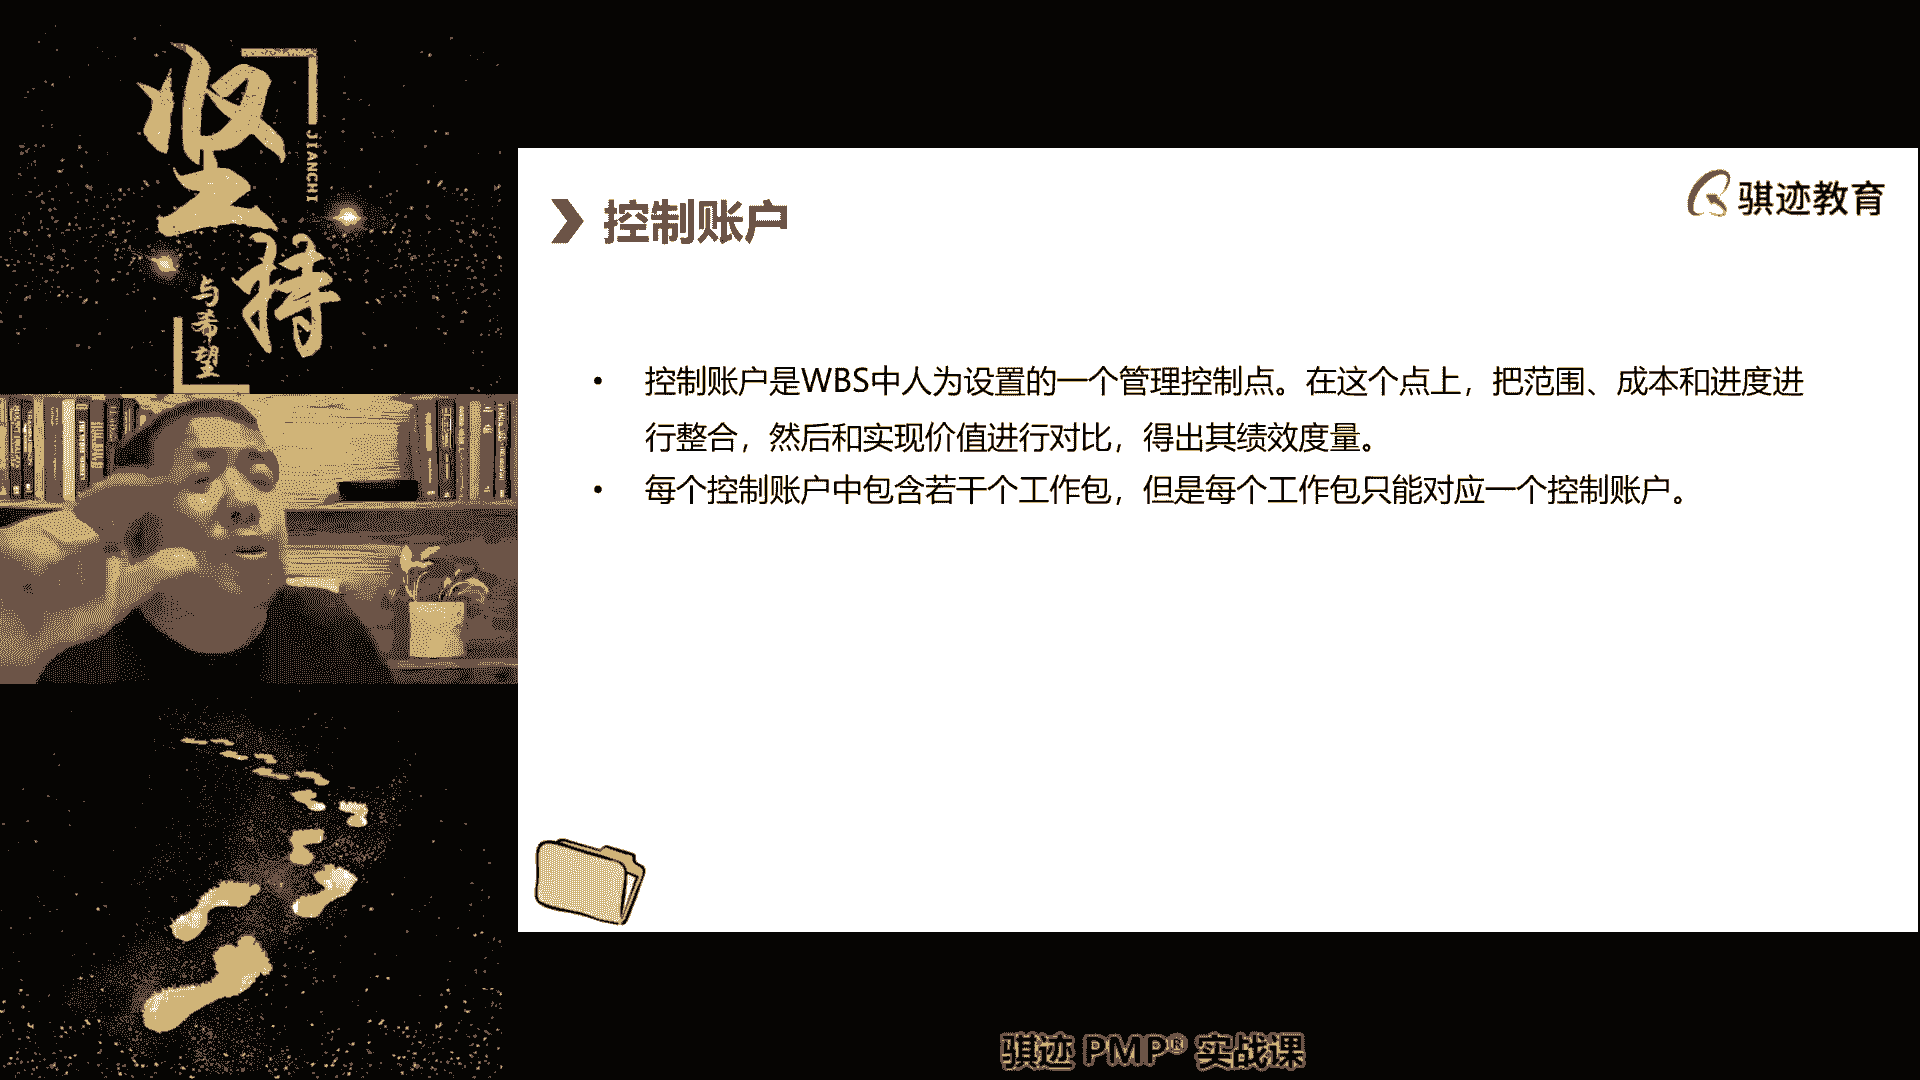 坚持
JIANCHI
与希望
骐迹教育
控制账户
• 控制账户是WBS中人为设置的一个管理控制点。在这个点上，把范围、成本和进度进
行整合，然后和实现价值进行对比，得出其绩效度量。
• 每个控制账户中包含若干个工作包，但是每个工作包只能对应一个控制账户。
骐迹 PMP® 实战课